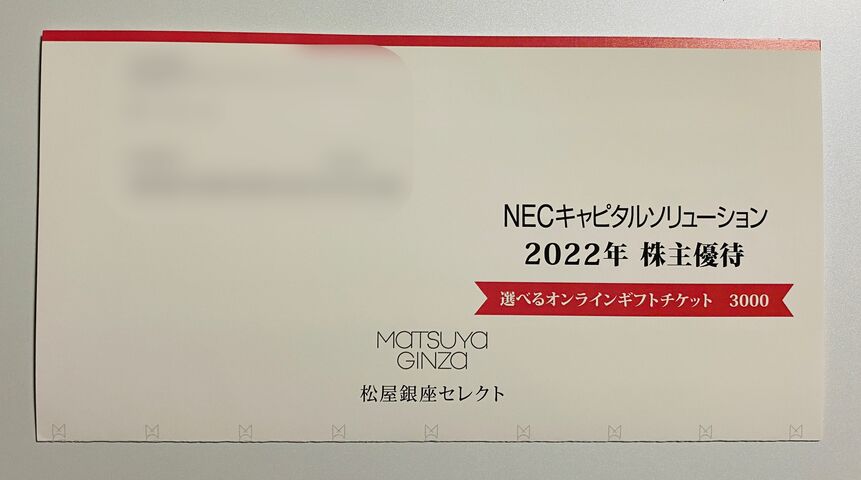 NECキャピタルソリューション
2022年 株主優待
選べるオンラインギフトチケット 3000
MATSUYA
GINZA
松屋銀座セレクト